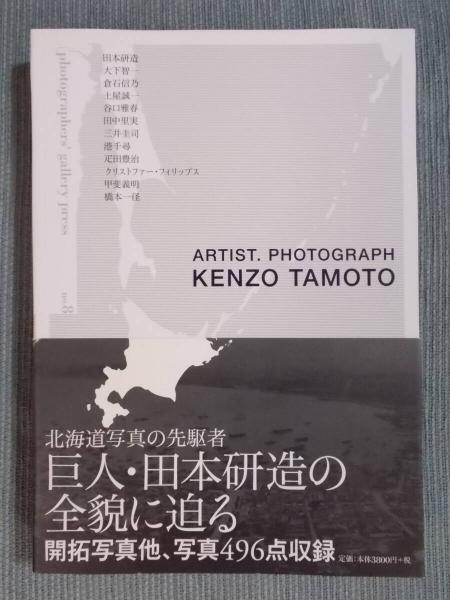 photographers' gallery press
no.8
田本研造
大下智一
倉石信乃
土屋誠一
谷口雅春
田中里実
三井圭司
港千尋
疋田豊治
クリストファー・フィリップス
甲斐義明
橋本一径
ARTIST. PHOTOGRAPH
KENZO TAMOTO
北海道写真の先駆者
巨人・田本研造の
全貌に迫る
開拓写真他、写真496点収録
定価:本体3800円+税